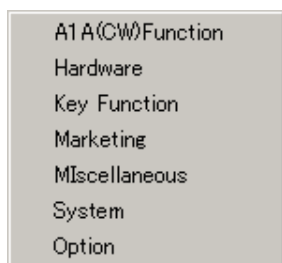 A1A(CW)Function
Hardware
Key Function
Marketing
MIscellaneous
System
Option